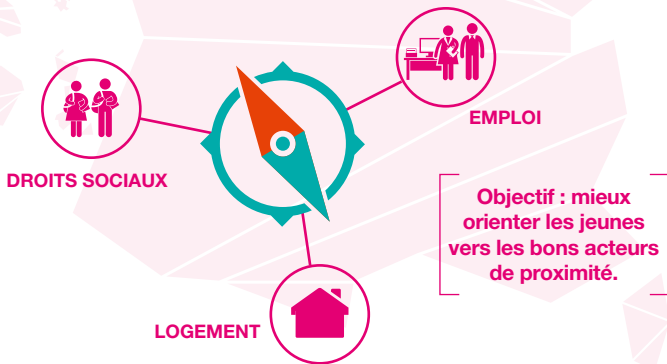 EMPLOI
DROITS SOCIAUX
Objectif : mieux
orienter les jeunes
vers les bons acteurs
de proximité.
LOGEMENT